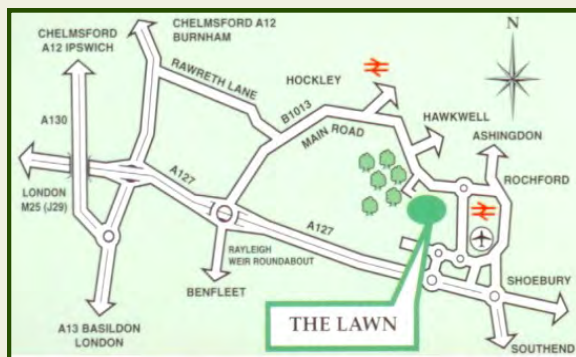 CHELMSFORD A12
BURNHAM
CHELMSFORD
A12 IPSWICH
N
RAWRETH LANE
HOCKLEY
B1013
MAIN ROAD
HAWKWELL
ASHINGDON
A130
ROCHFORD
LONDON
M25 (J29)
A127
A127
RAYLEIGH
WEIR ROUNDABOUT
BENFLEET
SHOEBURY
THE LAWN
A13 BASILDON
LONDON
SOUTHEND